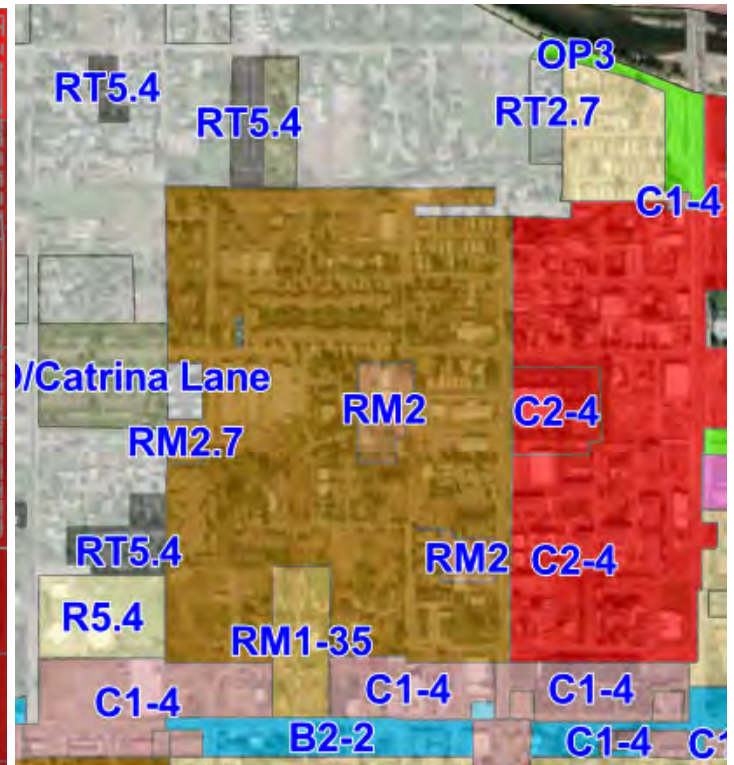 OP3
RT5.4
RT5.4
RT2.7
C1-4
/Catrina Lane
RM2
C2-4
RM2.7
RT5.4
RM2
C2-4
R5.4
RM1-35
C1-4
C1-4
C1-4
B2-2
C1-4